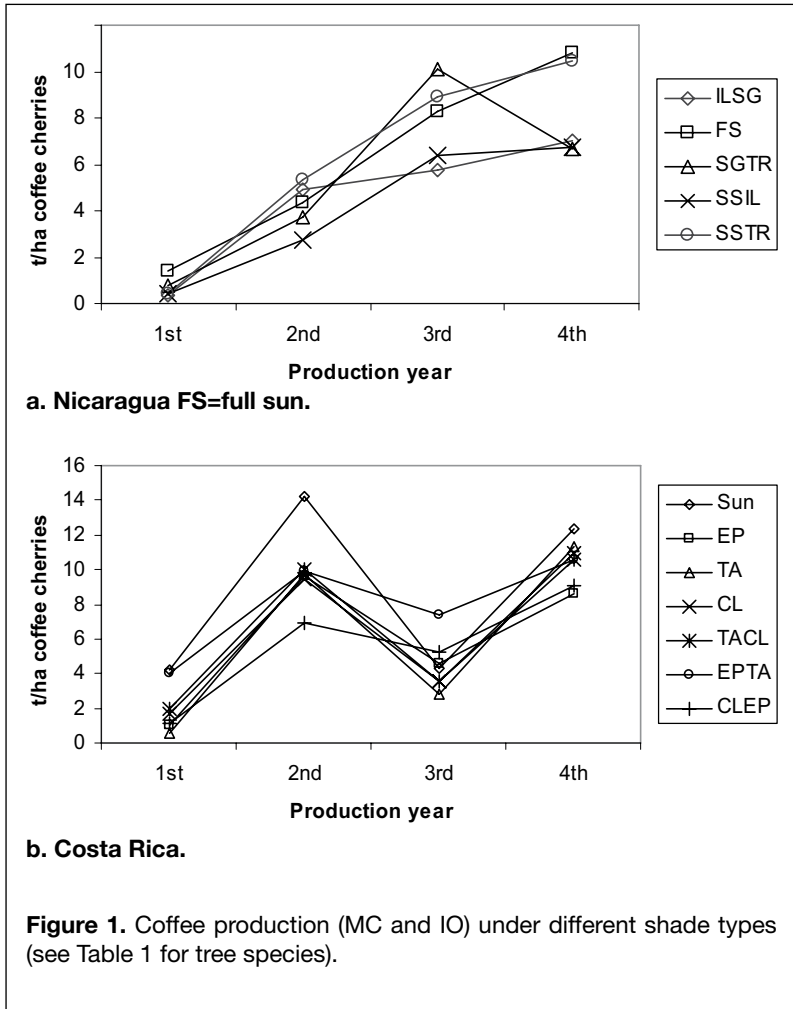 10
8
6
4
2
0
t/ha coffee cherries
1st 2nd 3rd 4th
Production year
ILSG
FS
SGTR
SSIL
SSTR
a. Nicaragua FS=full sun.
16
14
12
10
8
6
4
2
0
t/ha coffee cherries
1st 2nd 3rd 4th
Production year
Sun
EP
TA
CL
TACL
EPTA
CLEP
b. Costa Rica.
Figure 1. Coffee production (MC and IO) under different shade types
(see Table 1 for tree species).